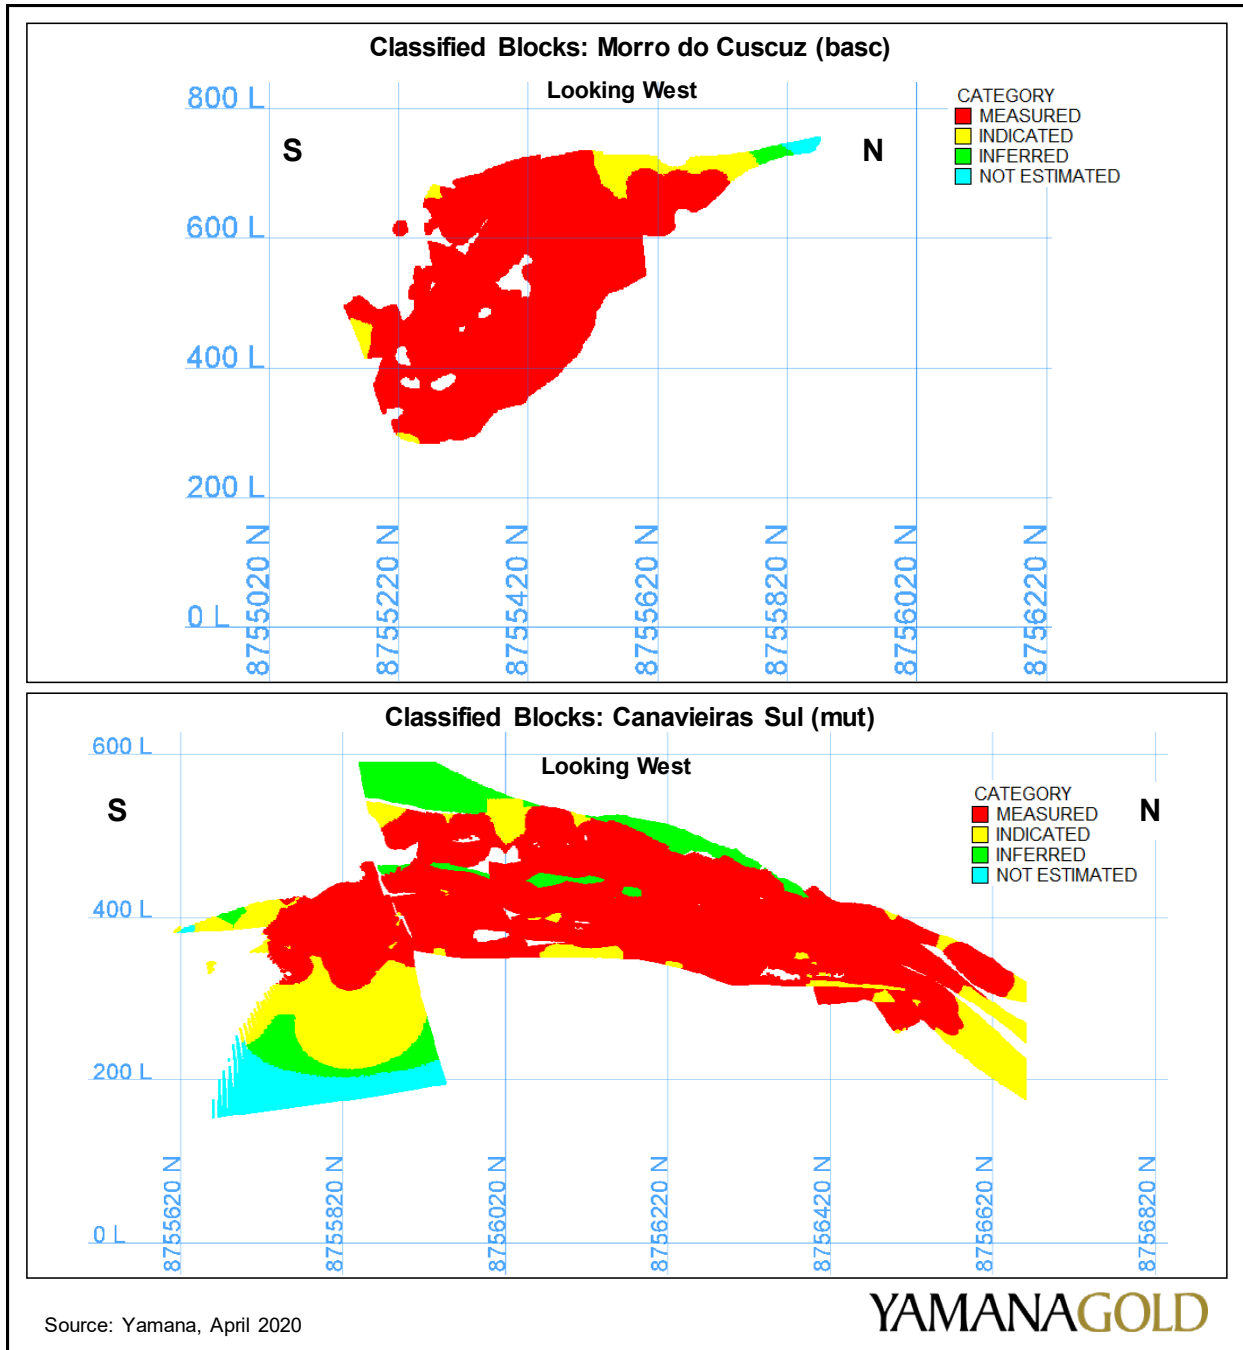 Classified Blocks: Morro do Cuscuz (basc)
Looking West
800 L
S
N
CATEGORY
MEASURED
INDICATED
INFERRED
NOT ESTIMATED
600 L
400 L
200 L
0 L
8755020 N
8755220 N
8755420 N
8755620 N
8755820 N
8756020 N
8756220 N
Classified Blocks: Canavieiras Sul (mut)
600 L
Looking West
S
N
CATEGORY
MEASURED
INDICATED
INFERRED
NOT ESTIMATED
400 L
200 L
0 L
8755620 N
8755820 N
8756020 N
8756220 N
8756420 N
8756620 N
8756820 N
Source: Yamana, April 2020
YAMANAGOLD